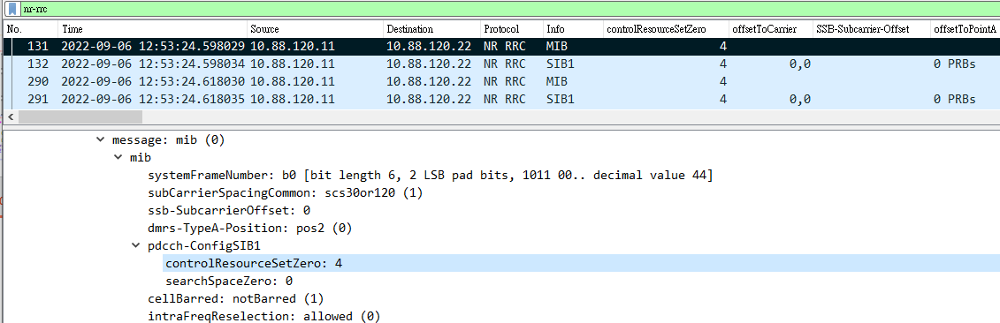 nr-rrc
No. Time Source Destination Protocol Info controlResourceSetZero offsetToCarrier SSB-Subcarrier-Offset offsetToPointA
131 2022-09-06 12:53:24.598029 10.88.120.11 10.88.120.22 NR RRC MIB 4
132 2022-09-06 12:53:24.598034 10.88.120.11 10.88.120.22 NR RRC SIB1 4 0,0 0 PRBs
290 2022-09-06 12:53:24.618030 10.88.120.11 10.88.120.22 NR RRC MIB 4
291 2022-09-06 12:53:24.618035 10.88.120.11 10.88.120.22 NR RRC SIB1 4 0,0 0 PRBs
message: mib (0)
mib
systemFrameNumber: b0 [bit length 6, 2 LSB pad bits, 1011 00.. decimal value 44]
subCarrierSpacingCommon: scs30or120 (1)
ssb-SubcarrierOffset: 0
dmrs-TypeA-Position: pos2 (0)
pdcch-ConfigSIB1
controlResourceSetZero: 4
searchSpaceZero: 0
cellBarred: notBarred (1)
intraFreqReselection: allowed (0)